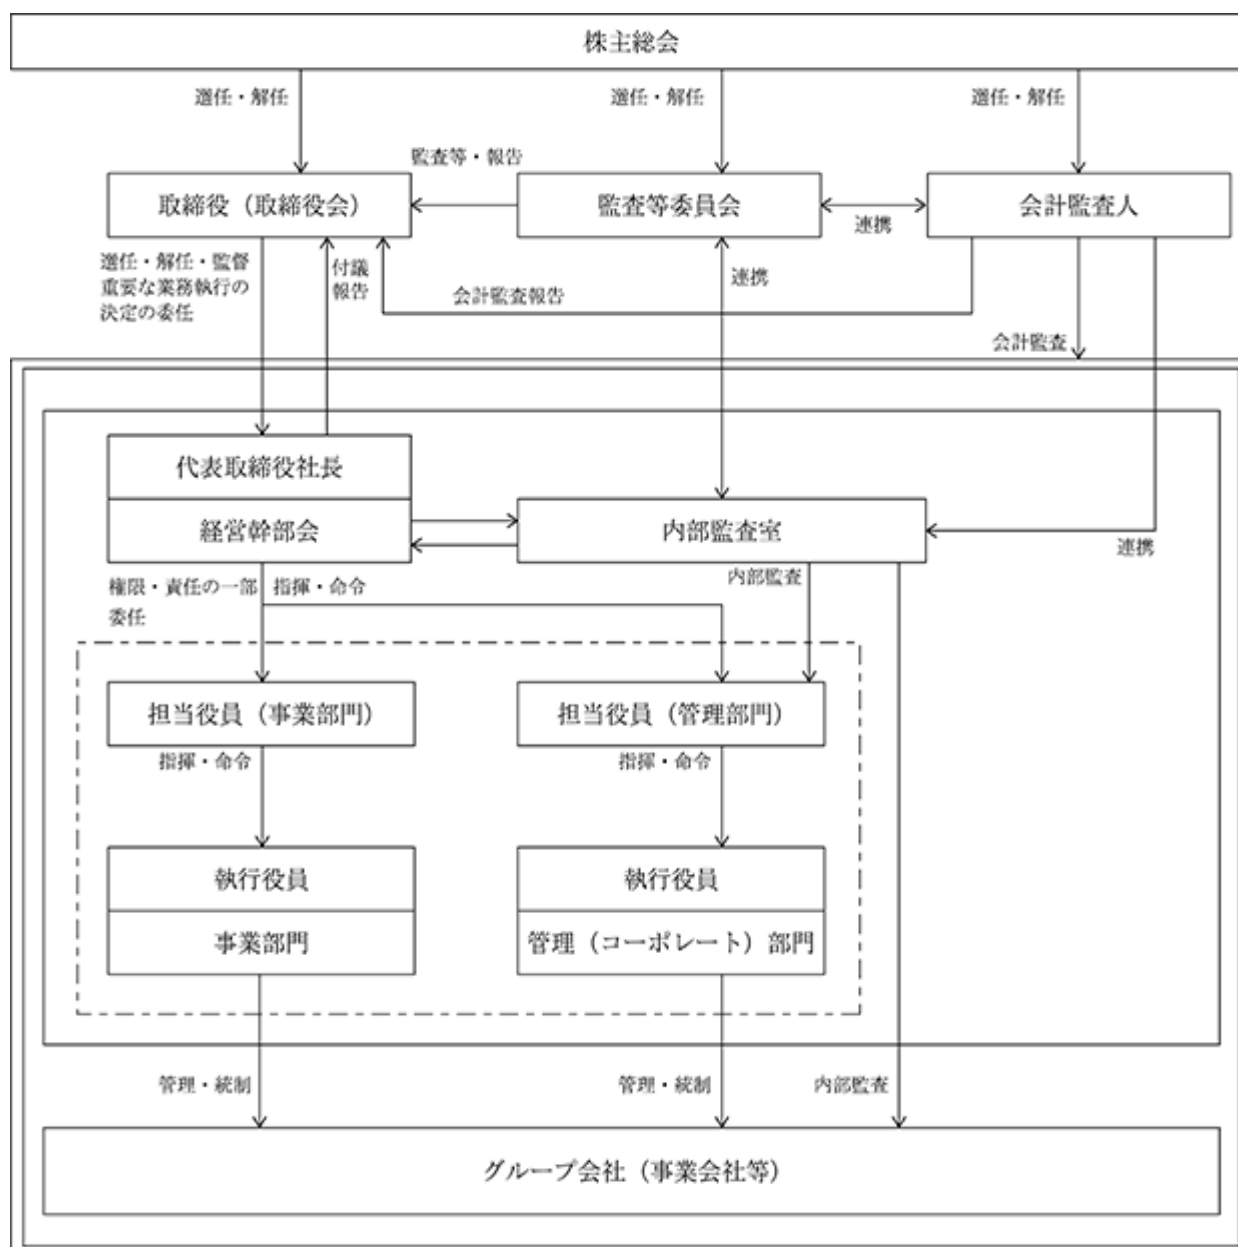 株主総会
選任・解任
選任・解任
選任・解任
監査等・報告
取締役（取締役会）
監査等委員会
会計監査人
連携
選任・解任・監督
重要な業務執行の
決定の委任
付議
報告
会計監査報告
連携
会計監査
代表取締役社長
経営幹部会
内部監査室
連携
権限・責任の一部
委任
指揮・命令
内部監査
担当役員（事業部門）
担当役員（管理部門）
指揮・命令
指揮・命令
執行役員
執行役員
事業部門
管理（コーポレート）部門
管理・統制
管理・統制
内部監査
グループ会社（事業会社等）